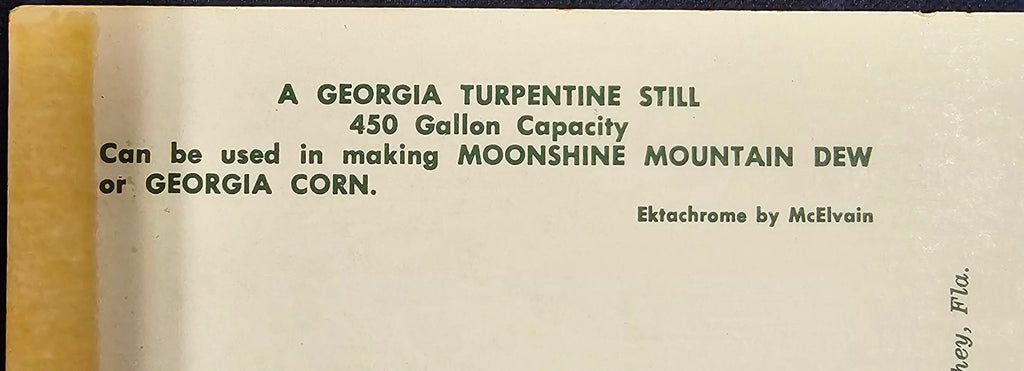 A GEORGIA TURPENTINE STILL
450 Gallon Capacity
Can be used in making MOONSHINE MOUNTAIN DEW
or GEORGIA CORN.
Ektachrome by McElvain
Fla.